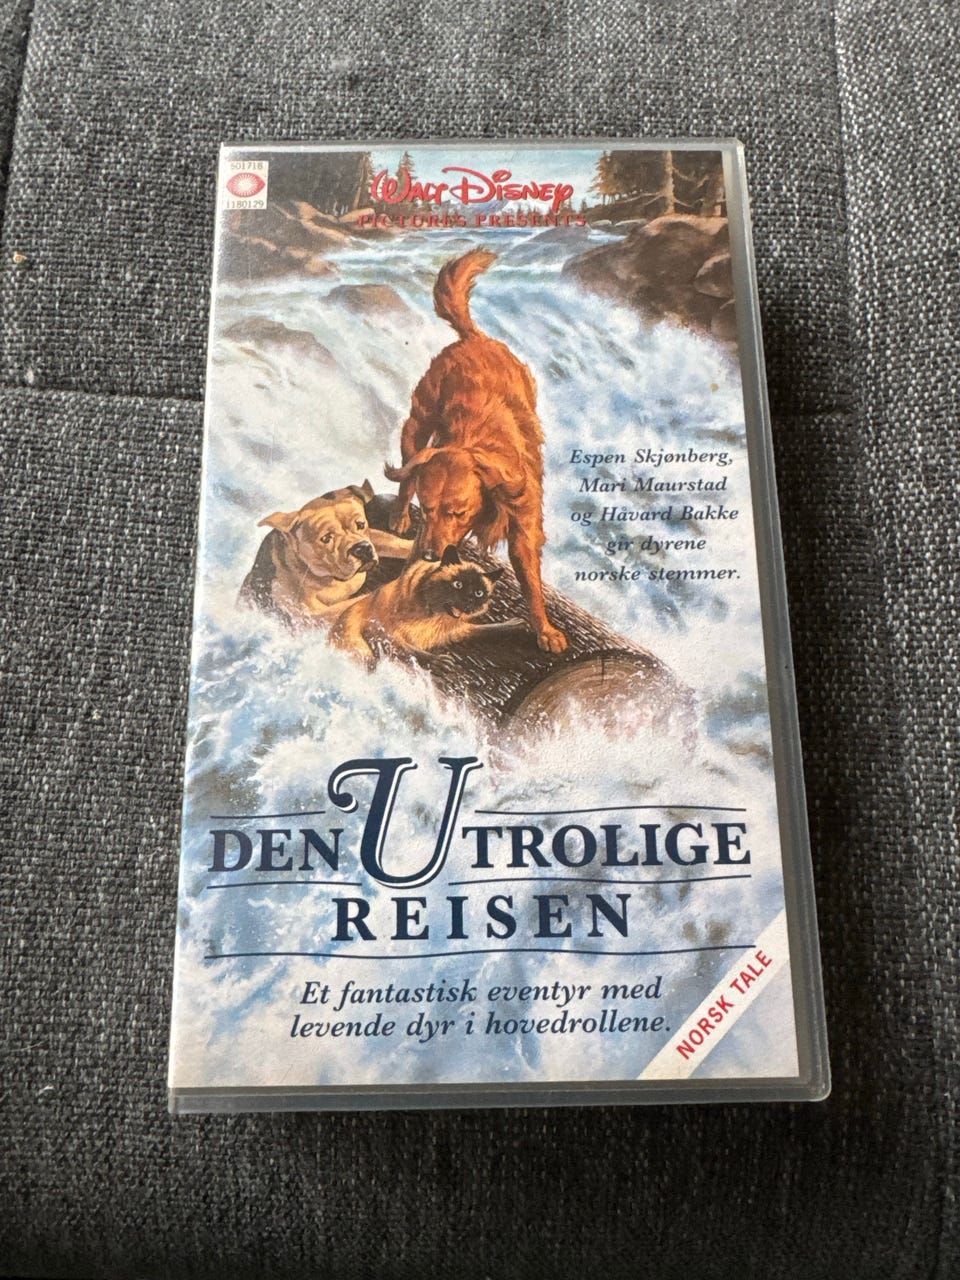 501718
1180129
WALT DISNEY
PICTURES PRESENTS
Espen Skjønberg,
Mari Maurstad
og Håvard Bakke
gir dyrene
norske stemmer.
DEN UTROLIGE
REISEN
Et fantastisk eventyr med
levende dyr i hovedrollene.
NORSK TALE